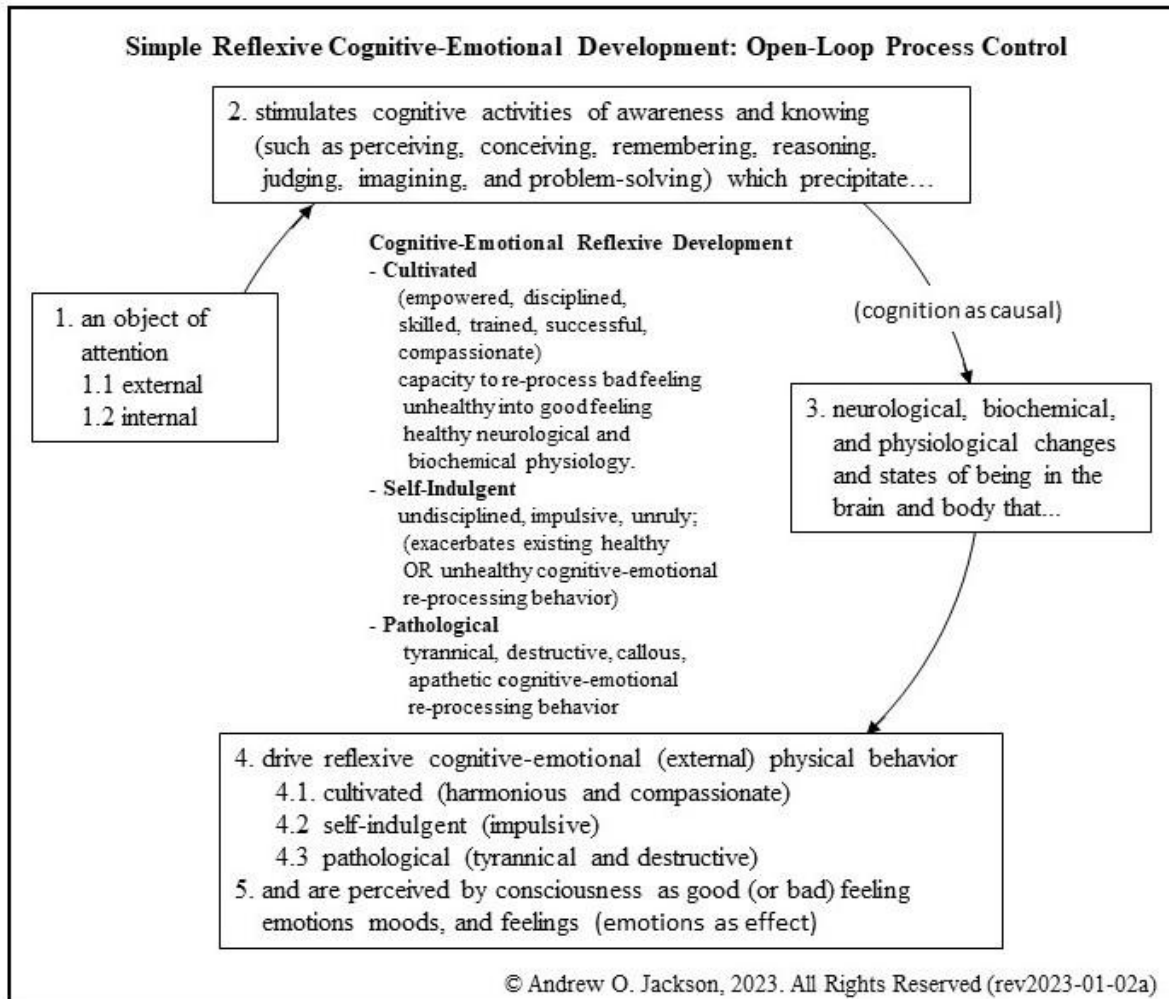 Simple Reflexive Cognitive-Emotional Development: Open-Loop Process Control
2. stimulates cognitive activities of awareness and knowing
(such as perceiving, conceiving, remembering, reasoning,
judging, imagining, and problem-solving) which precipitate…
1. an object of
attention
1.1 external
1.2 internal
Cognitive-Emotional Reflexive Development
- Cultivated
(empowered, disciplined,
skilled, trained, successful,
compassionate)
capacity to re-process bad feeling
unhealthy into good feeling
healthy neurological and
biochemical physiology.
- Self-Indulgent
undisciplined, impulsive, unruly;
(exacerbates existing healthy
OR unhealthy cognitive-emotional
re-processing behavior)
- Pathological
tyrannical, destructive, callous,
apathetic cognitive-emotional
re-processing behavior
(cognition as causal)
3. neurological, biochemical,
and physiological changes
and states of being in the
brain and body that...
4. drive reflexive cognitive-emotional (external) physical behavior
4.1. cultivated (harmonious and compassionate)
4.2 self-indulgent (impulsive)
4.3 pathological (tyrannical and destructive)
5. and are perceived by consciousness as good (or bad) feeling
emotions moods, and feelings (emotions as effect)
© Andrew O. Jackson, 2023. All Rights Reserved (rev2023-01-02a)